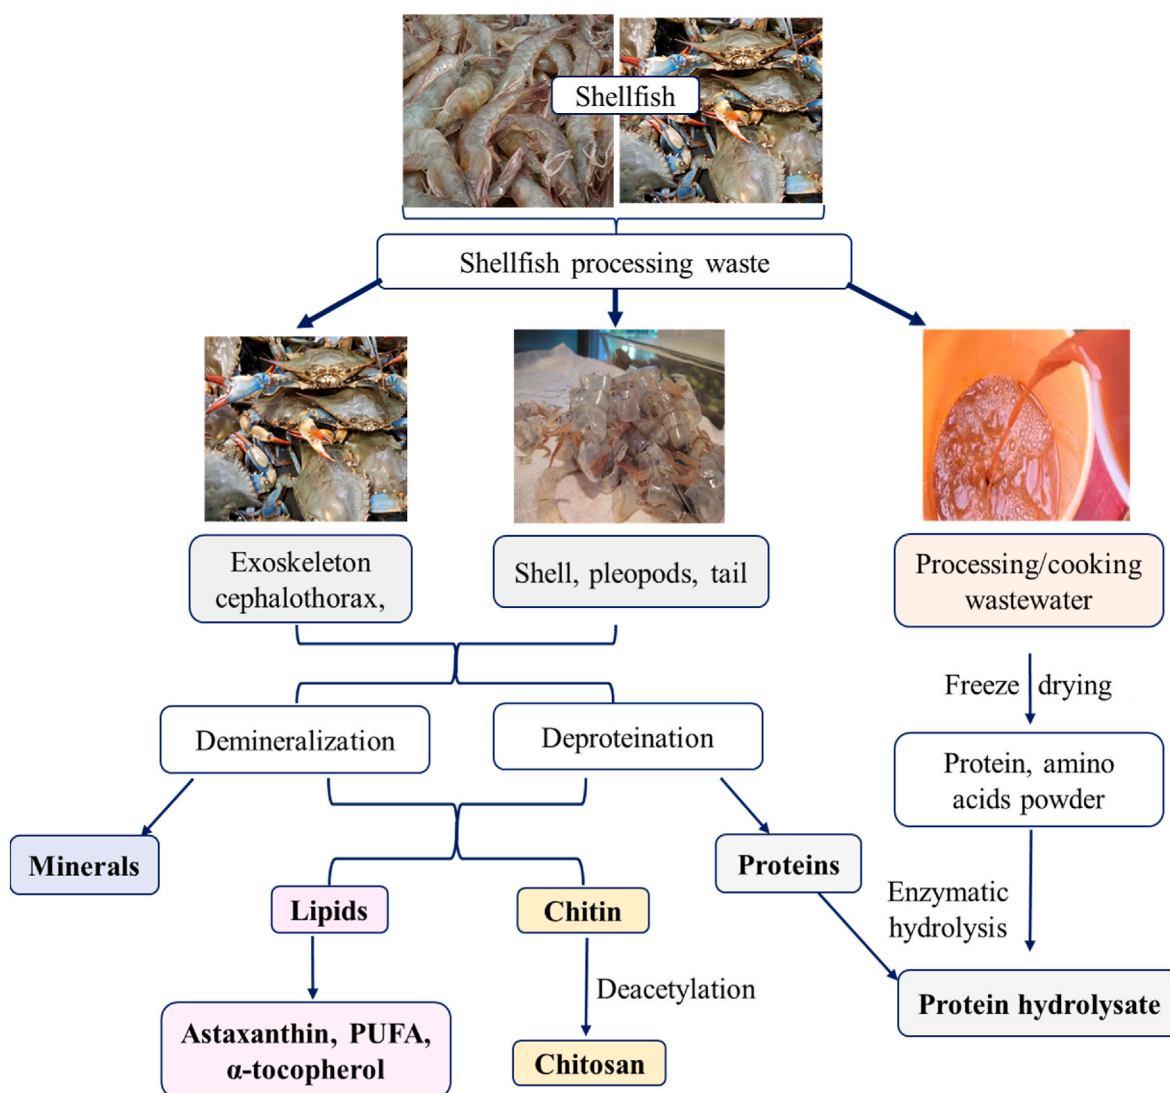 Shellfish
Shellfish processing waste
Exoskeleton
cephalothorax,
Shell, pleopods, tail
Processing/cooking
wastewater
Freeze drying
Demineralization
Deproteination
Protein, amino
acids powder
Minerals
Proteins
Lipids
Chitin
Enzymatic
hydrolysis
Deacetylation
Astaxanthin, PUFA,
α-tocopherol
Chitosan
Protein hydrolysate